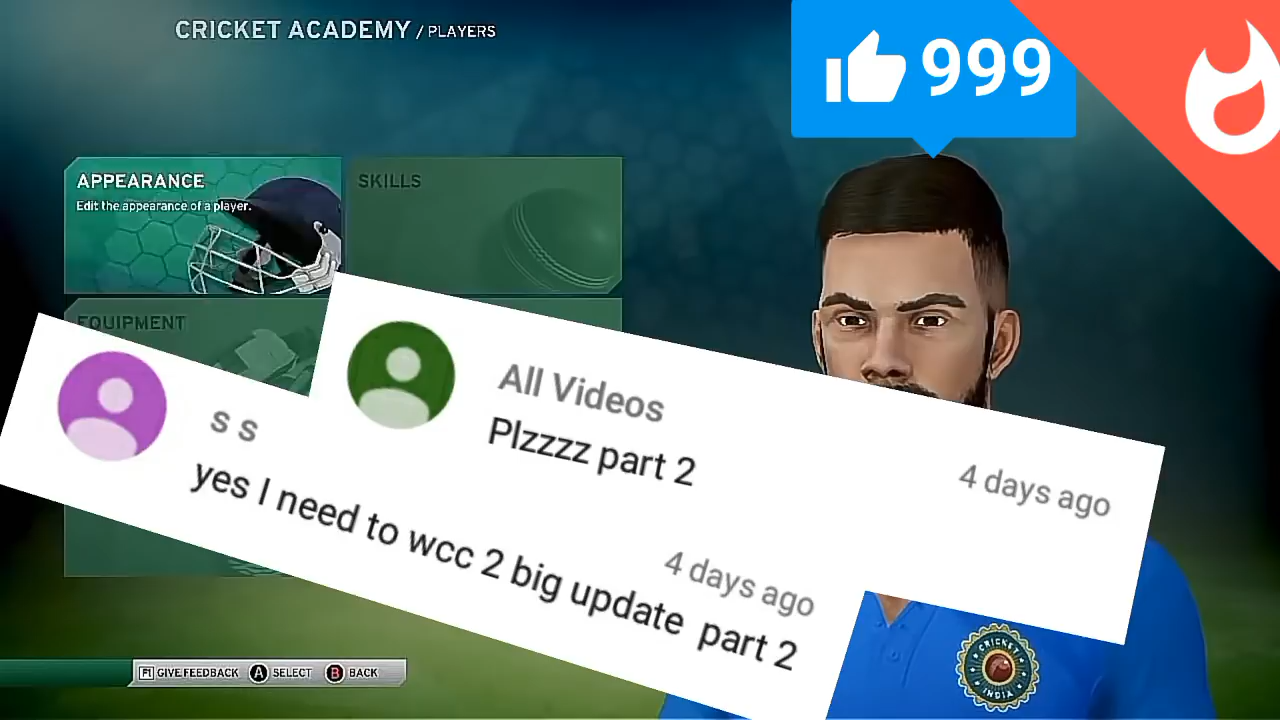 CRICKET ACADEMY / PLAYERS
999
APPEARANCE
Edit the appearance of a player.
SKILLS
EQUIPMENT
All Videos
Plzzzz part 2
4 days ago
s s
yes I need to wcc 2 big update part 2
4 days ago
CRICKET
INDIA
F1 GIVE FEEDBACK A SELECT B BACK